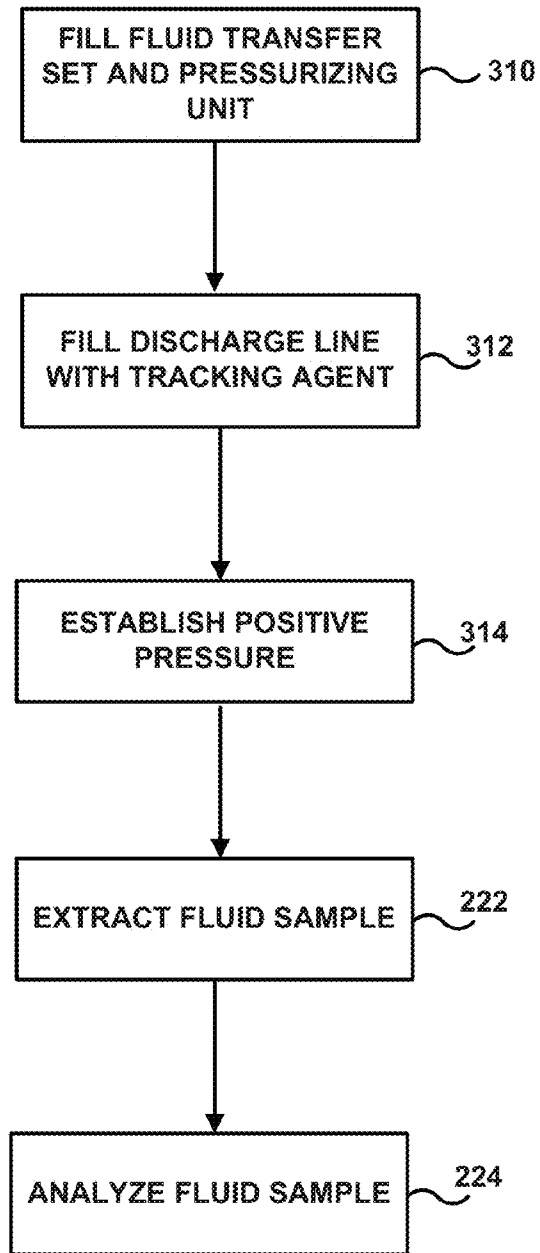 FILL FLUID TRANSFER
SET AND PRESSURIZING
UNIT
310
FILL DISCHARGE LINE
WITH TRACKING AGENT
312
ESTABLISH POSITIVE
PRESSURE
314
EXTRACT FLUID SAMPLE
222
ANALYZE FLUID SAMPLE
224